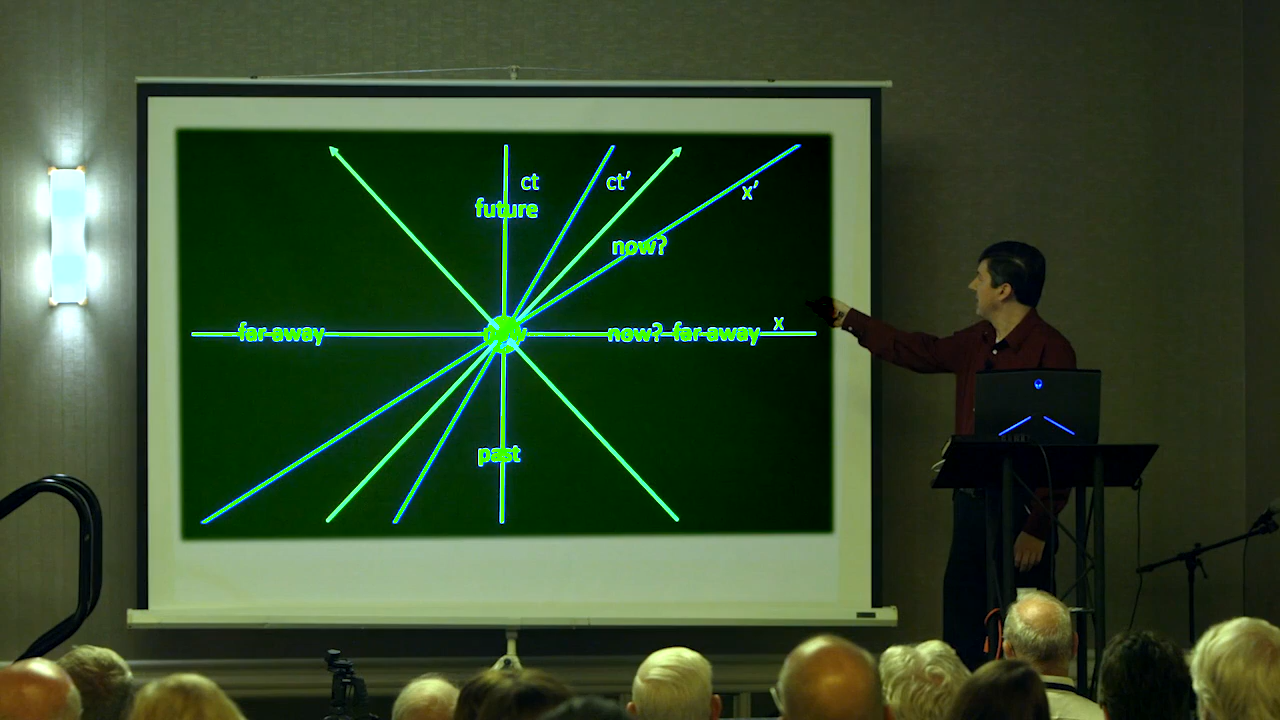 ct
ct’
future
x’
now?
x
far-away
now? far-away
past